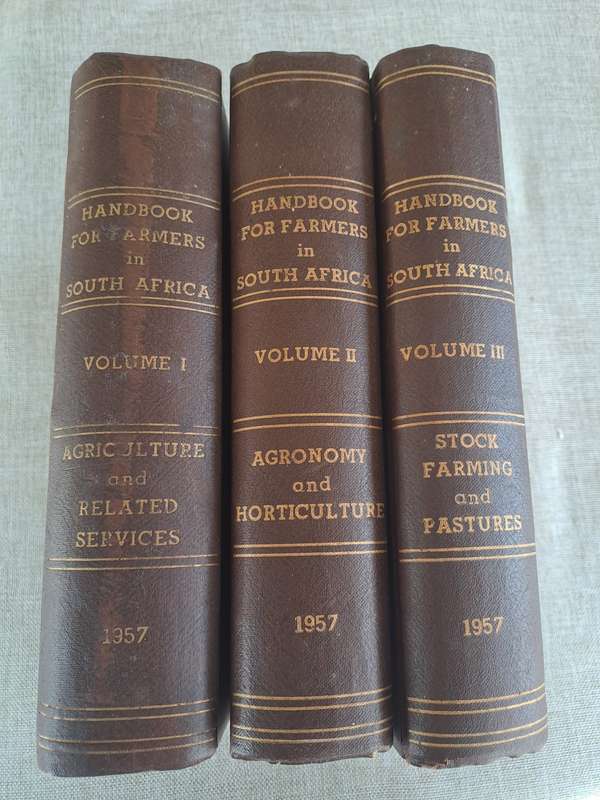 HANDBOOK
FOR FARMERS
in
SOUTH AFRICA
VOLUME I
AGRICULTURE
and
RELATED
SERVICES
1957
HANDBOOK
FOR FARMERS
in
SOUTH AFRICA
VOLUME II
AGRONOMY
and
HORTICULTURE
1957
HANDBOOK
FOR FARMERS
in
SOUTH AFRICA
VOLUME III
STOCK
FARMING
and
PASTURES
1957